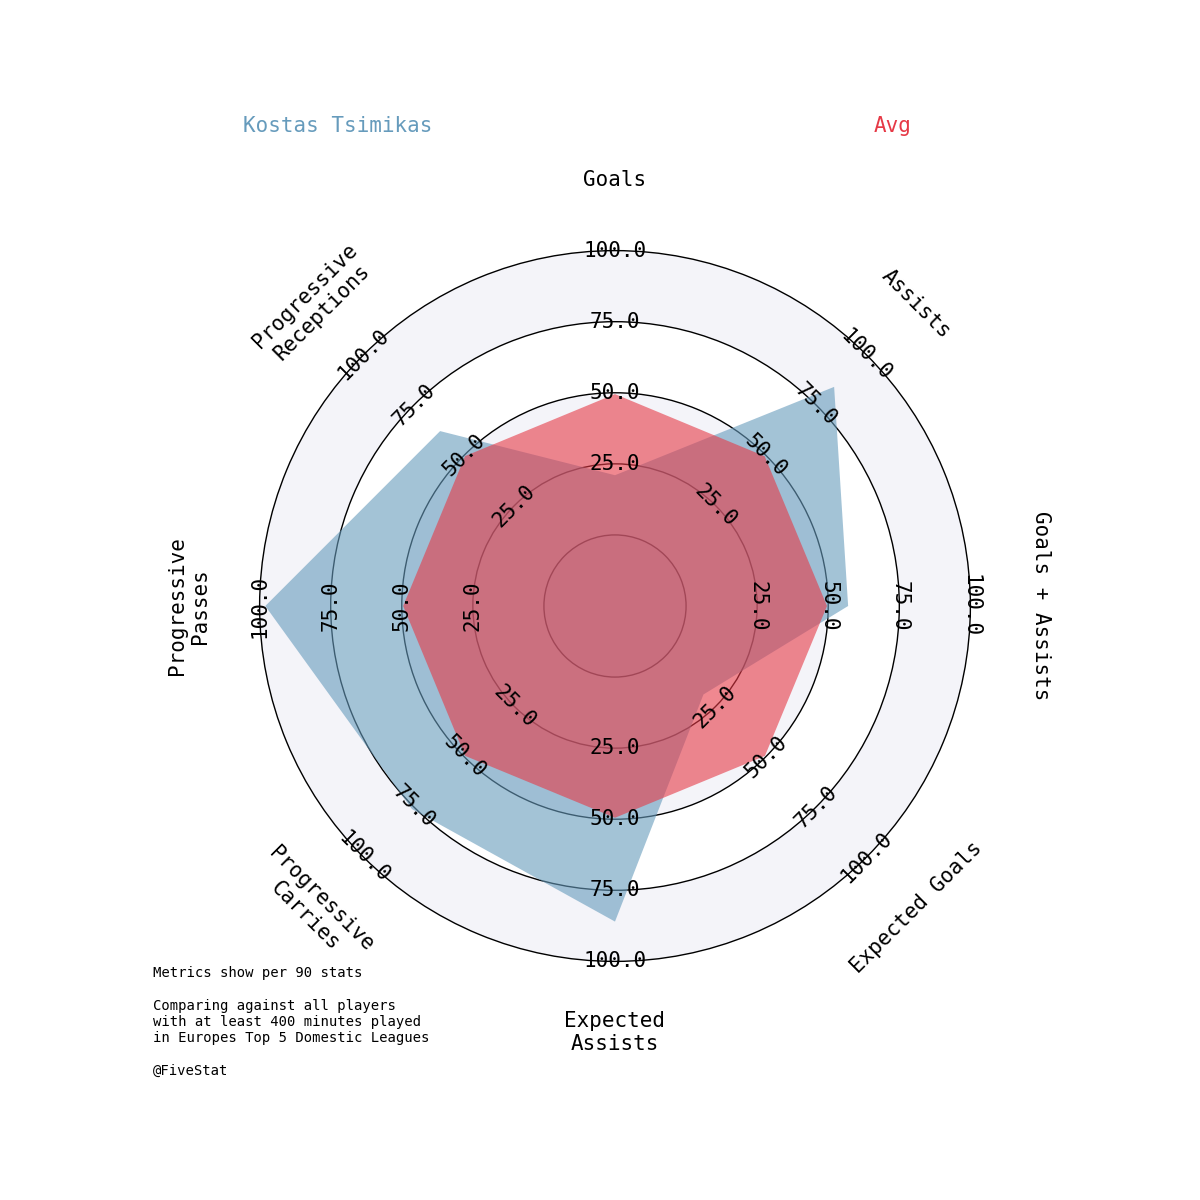 Kostas Tsimikas
Avg
Goals
Assists
Goals + Assists
Expected Goals
Expected
Assists
Progressive
Carries
Progressive
Passes
Progressive
Receptions
25.0
50.0
75.0
100.0
25.0
50.0
75.0
100.0
25.0
50.0
75.0
100.0
25.0
50.0
75.0
100.0
25.0
50.0
75.0
100.0
25.0
50.0
75.0
100.0
25.0
50.0
75.0
100.0
25.0
50.0
75.0
100.0
Metrics show per 90 stats
Comparing against all players
with at least 400 minutes played
in Europes Top 5 Domestic Leagues
@FiveStat